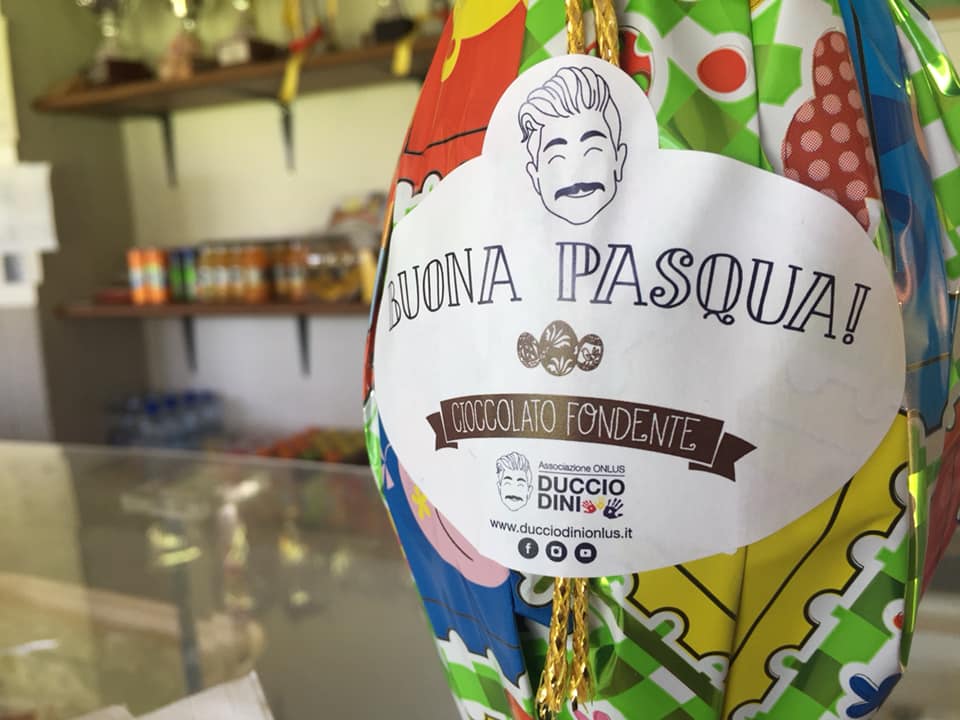 BUONA PASQUA!
CIOCCOLATO FONDENTE
Associazione ONLUS
DUCCIO
DINI
www.ducciodinionlus.it